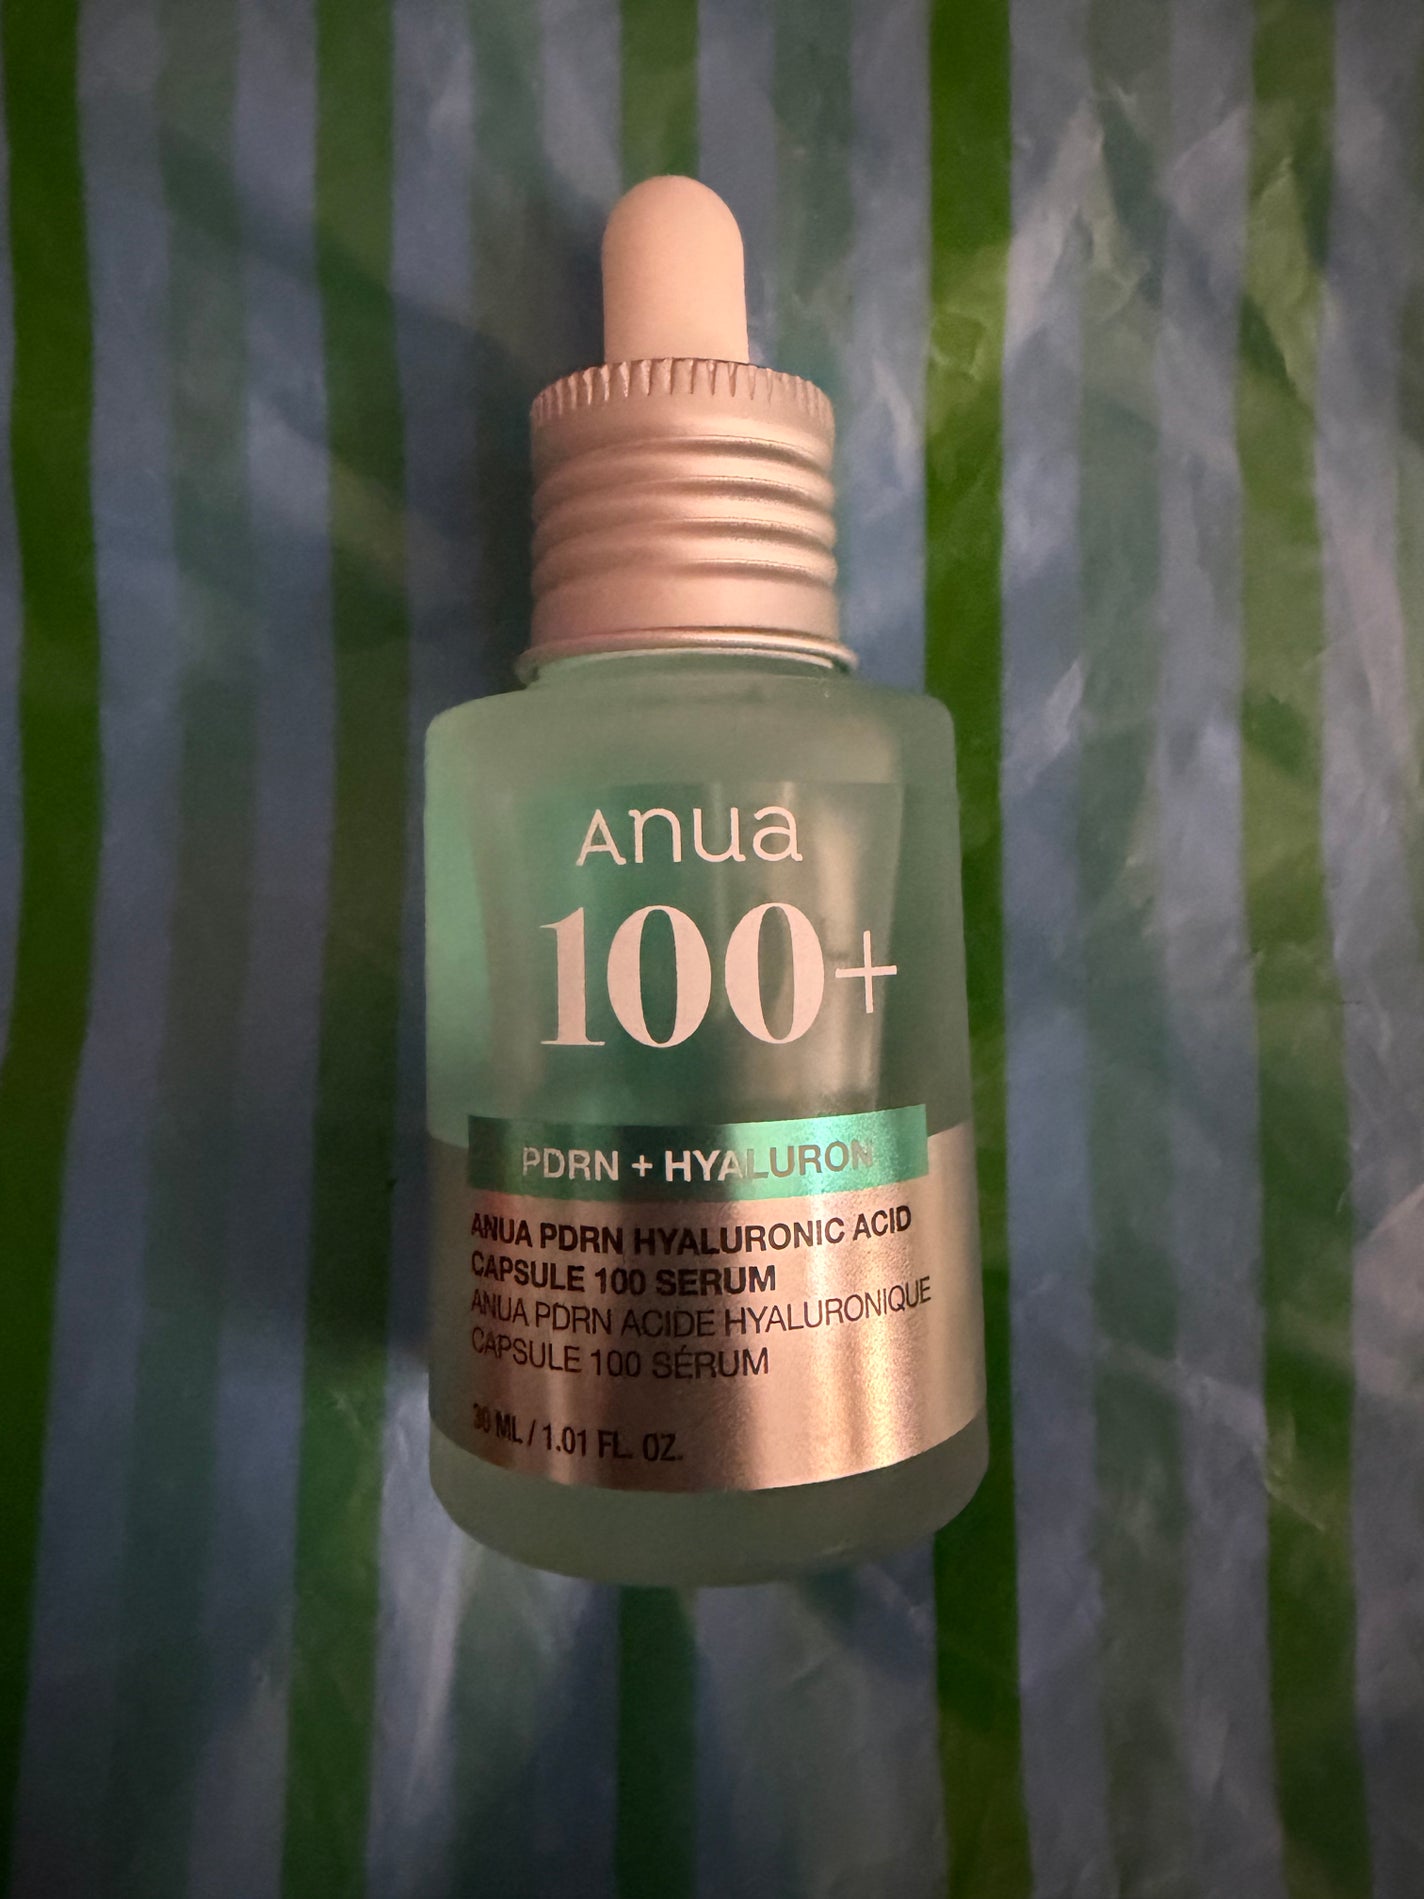 Anua
100+
PDRN + HYALURON
ANUA PDRN HYALURONIC ACID
CAPSULE 100 SERUM
ANUA PDRN ACIDE HYALURONIQUE
CAPSULE 100 SÉRUM
30 ML / 1.01 FL. OZ.